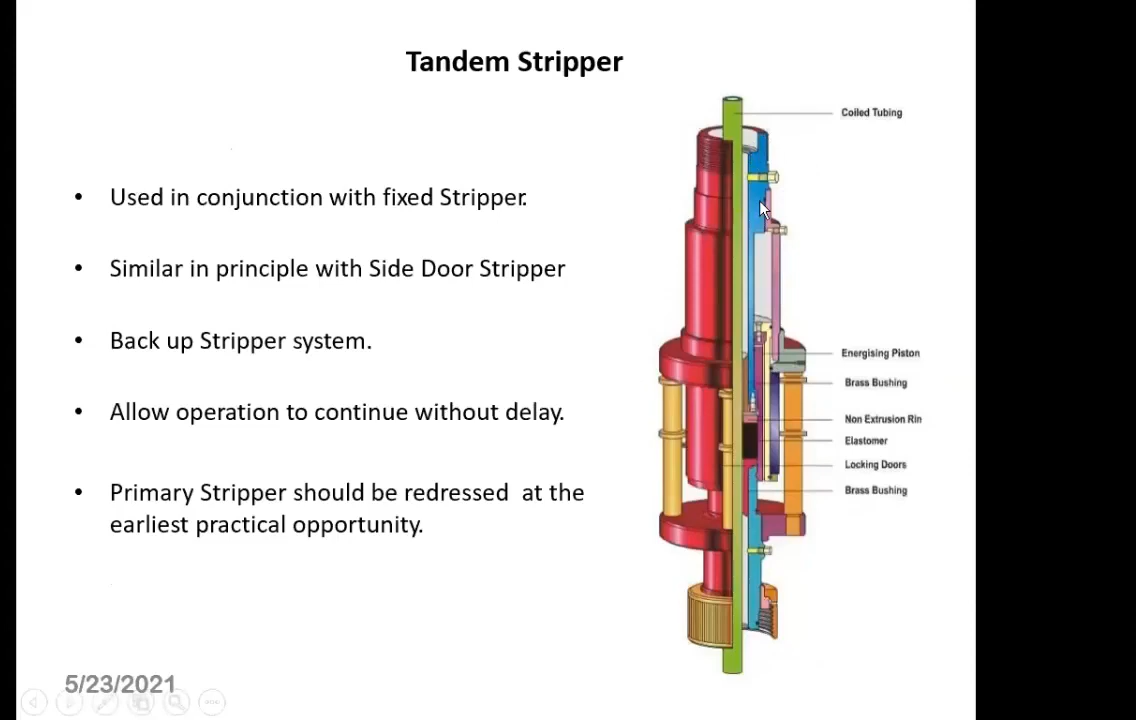 Tandem Stripper
• Used in conjunction with fixed Stripper.
• Similar in principle with Side Door Stripper
• Back up Stripper system.
• Allow operation to continue without delay.
• Primary Stripper should be redressed at the
earliest practical opportunity.
Coiled Tubing
Energising Piston
Brass Bushing
Non Extrusion Rin
Elastomer
Locking Doors
Brass Bushing
5/23/2021